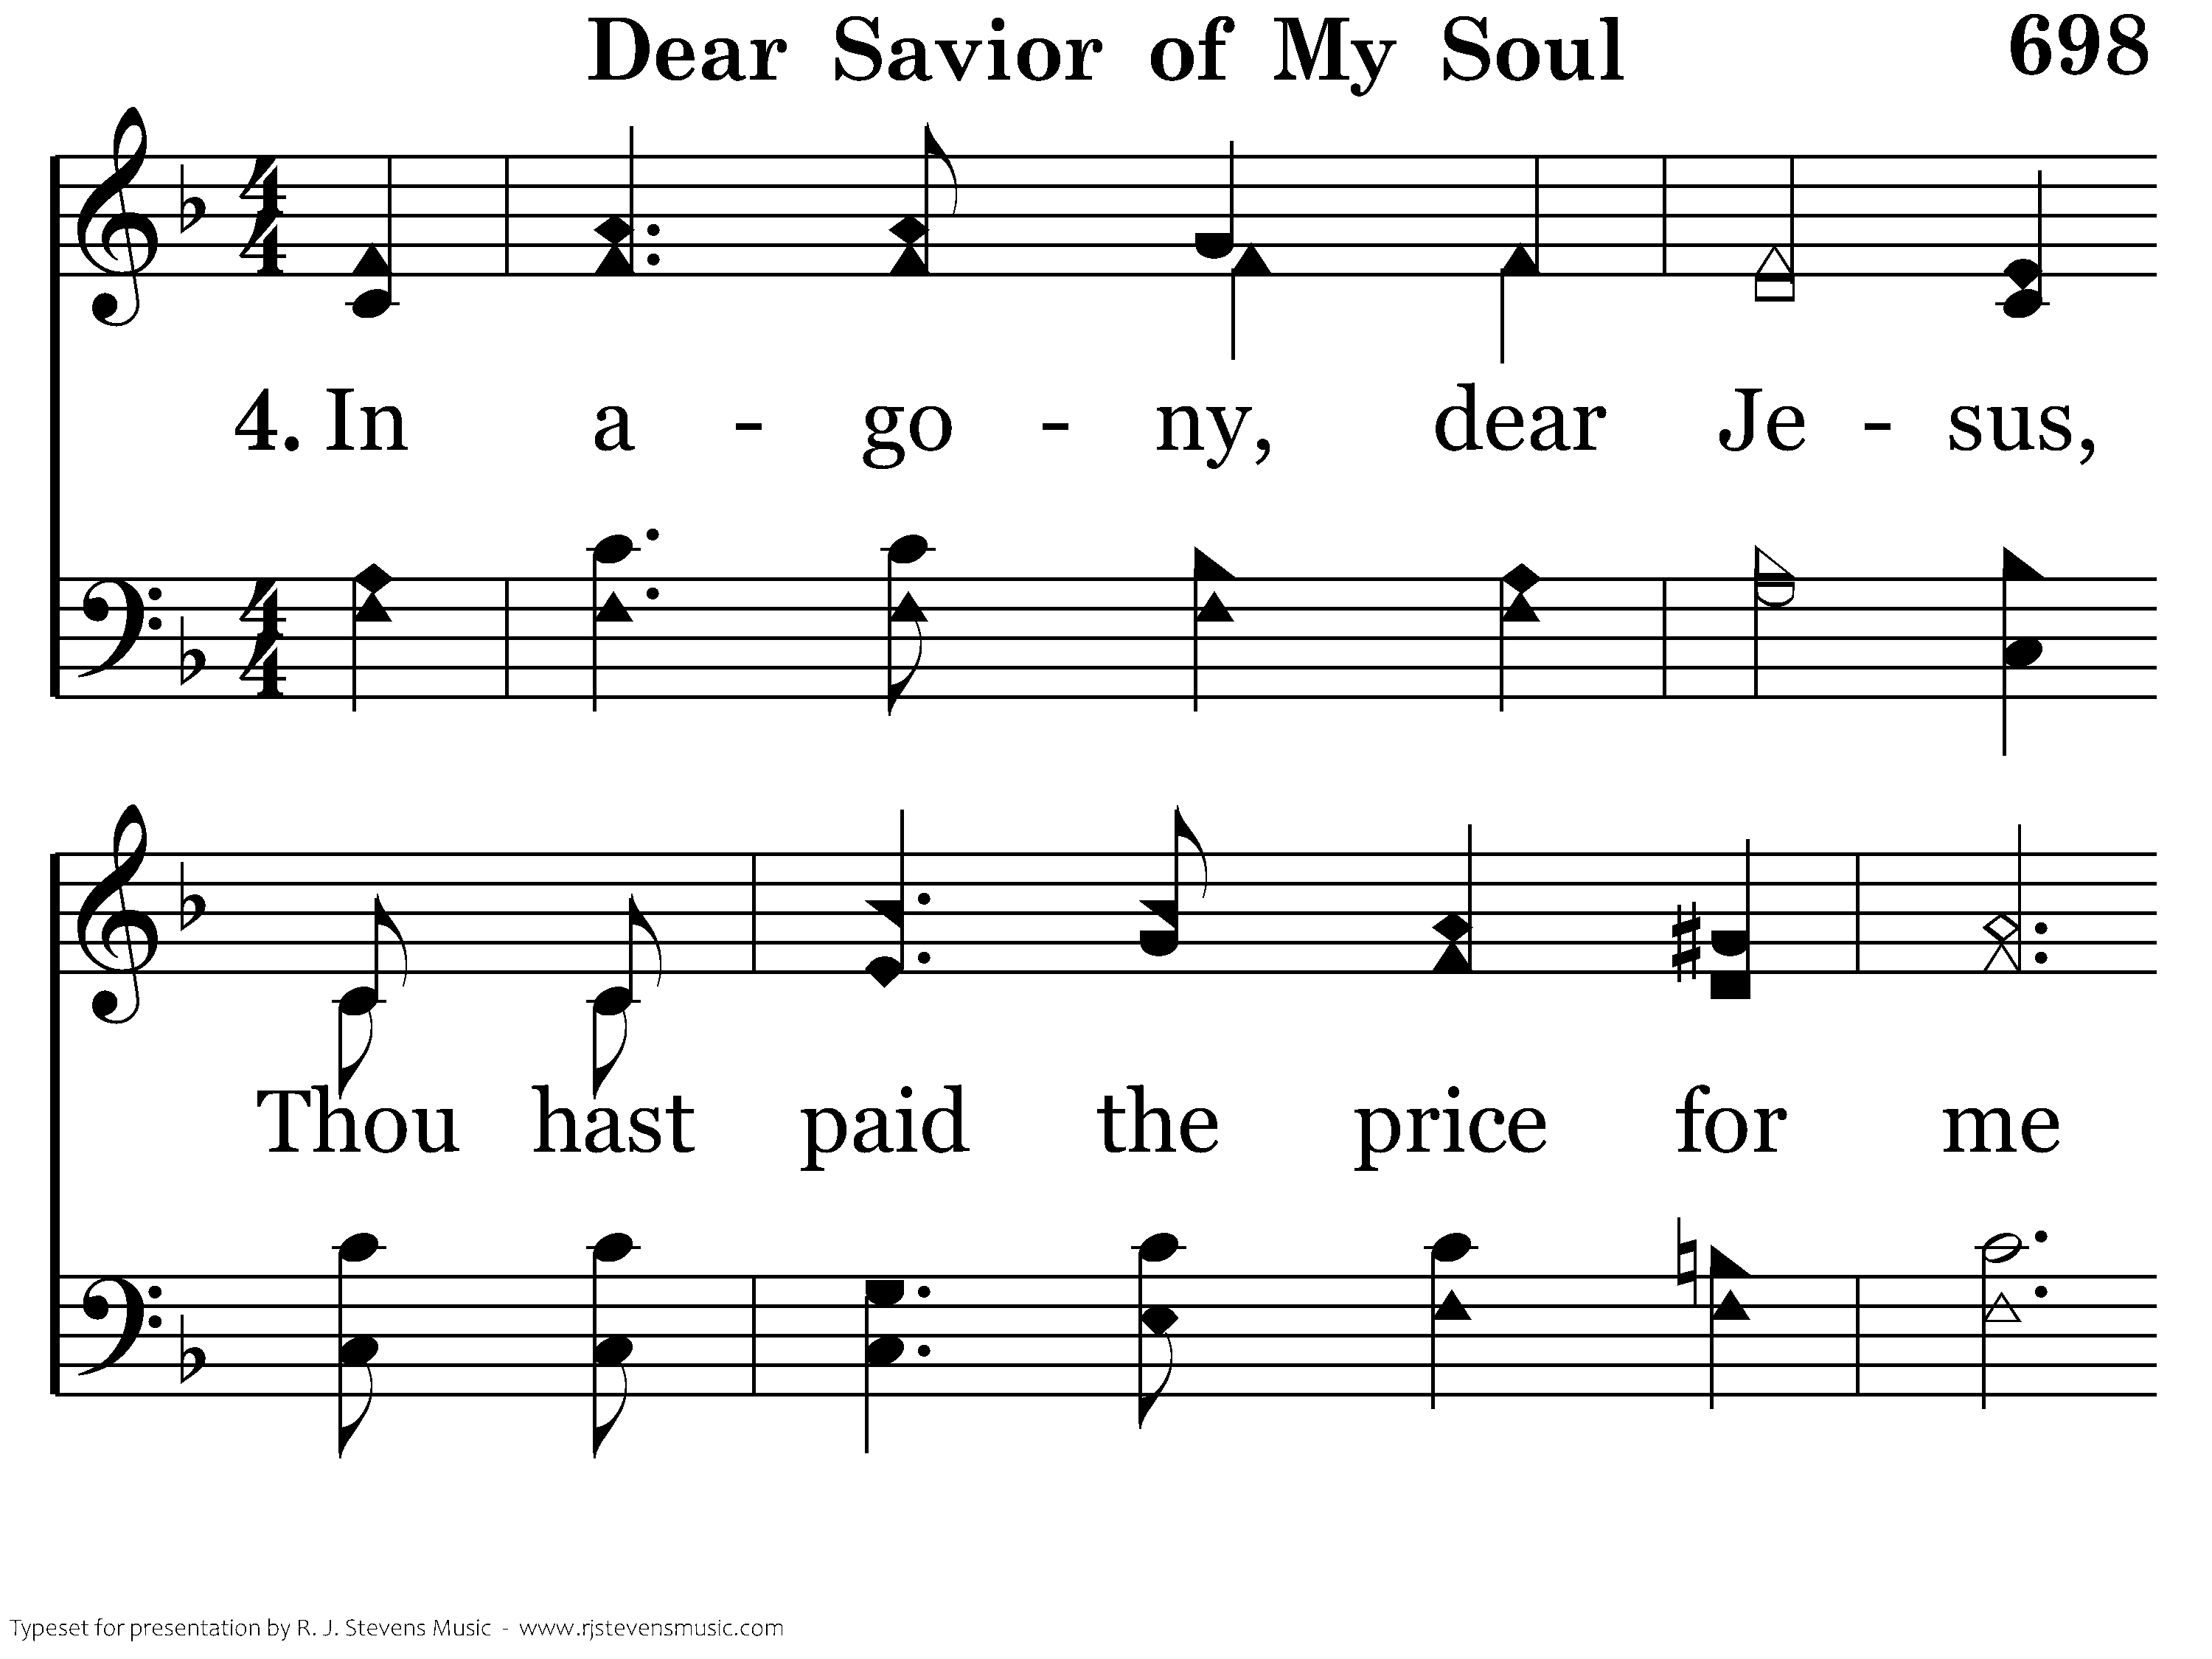 Dear Savior of My Soul 698
4. In a - go - ny, dear Je - sus,
Thou hast paid the price for me
Typeset for presentation by R. J. Stevens Music - www.rjstevensmusic.com